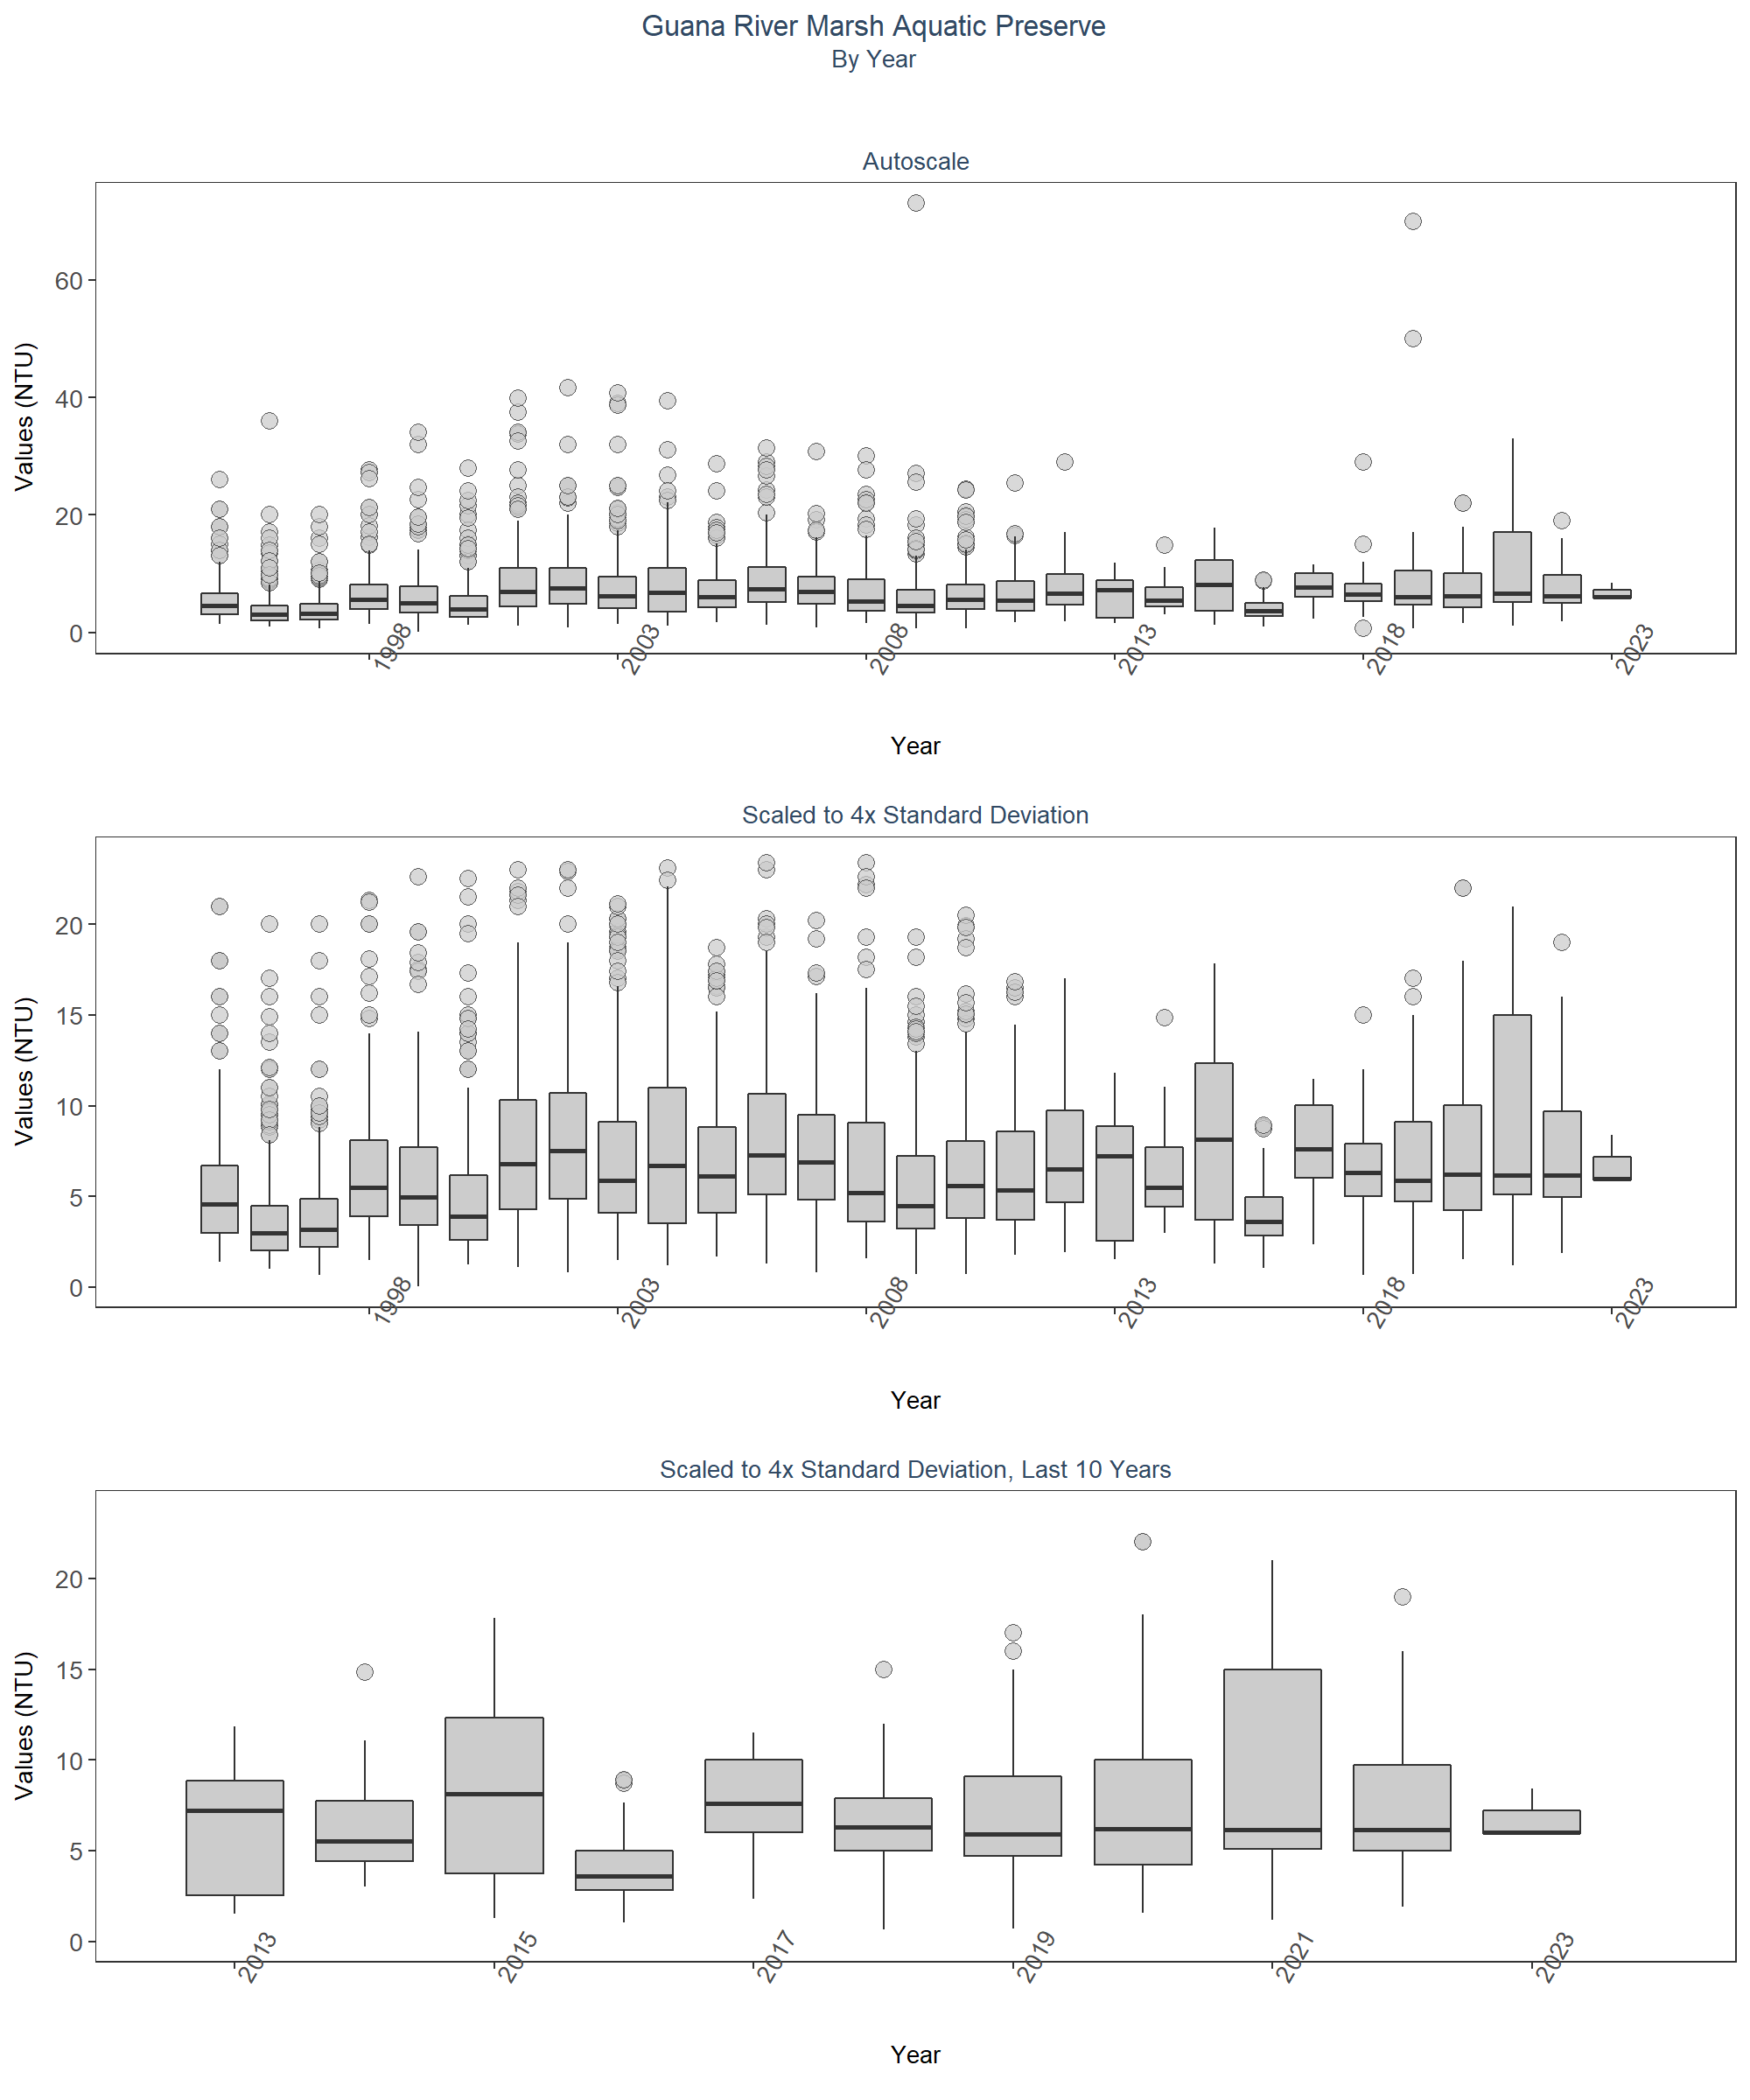 Guana River Marsh Aquatic Preserve
By Year
Autoscale
Values (NTU)
60
40
20
0
1998 2003 2008 2013 2018 2023
Year
Scaled to 4x Standard Deviation
Values (NTU)
20
15
10
5
0
1998 2003 2008 2013 2018 2023
Year
Scaled to 4x Standard Deviation, Last 10 Years
Values (NTU)
20
15
10
5
0
2013 2015 2017 2019 2021 2023
Year